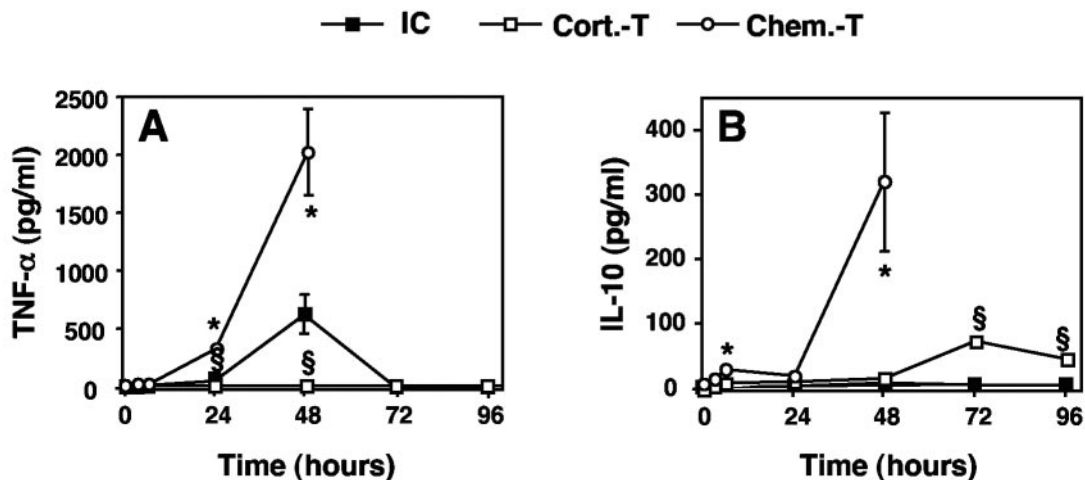 IC Cort.-T Chem.-T
A
TNF-α (pg/ml)
2500
2000
1500
1000
500
0
* § * §
0 24 48 72 96
Time (hours)
B
IL-10 (pg/ml)
400
300
200
100
0
* * § §
0 24 48 72 96
Time (hours)